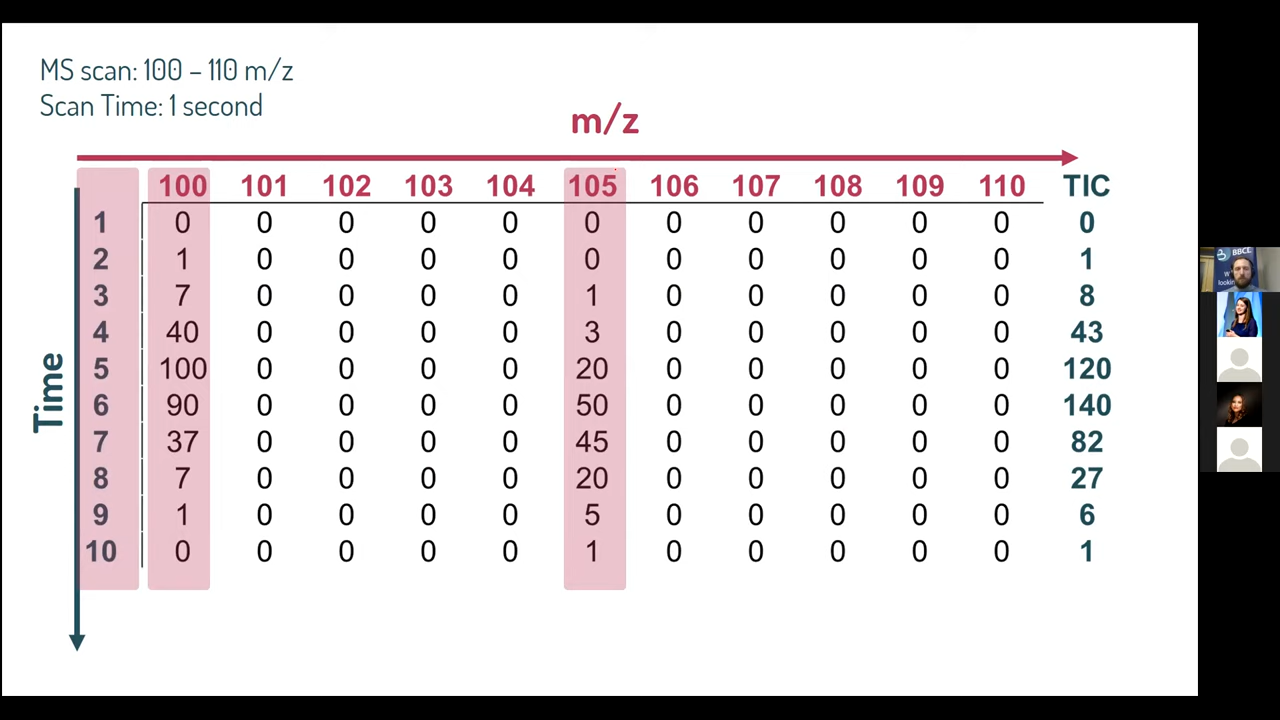 MS scan: 100 – 110 m/z
Scan Time: 1 second
m/z
100 101 102 103 104 105 106 107 108 109 110 TIC
1 0 0 0 0 0 0 0 0 0 0 0 0
2 1 0 0 0 0 0 0 0 0 0 0 1
3 7 0 0 0 0 1 0 0 0 0 0 8
4 40 0 0 0 0 3 0 0 0 0 0 43
5 100 0 0 0 0 20 0 0 0 0 0 120
6 90 0 0 0 0 50 0 0 0 0 0 140
7 37 0 0 0 0 45 0 0 0 0 0 82
8 7 0 0 0 0 20 0 0 0 0 0 27
9 1 0 0 0 0 5 0 0 0 0 0 6
10 0 0 0 0 0 1 0 0 0 0 0 1
Time